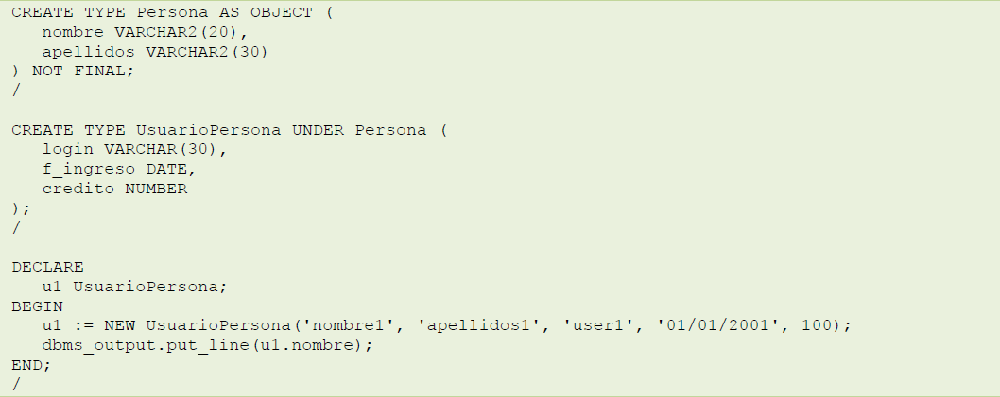 CREATE TYPE Persona AS OBJECT (
   nombre VARCHAR2(20),
   apellidos VARCHAR2(30)
) NOT FINAL;
/

CREATE TYPE UsuarioPersona UNDER Persona (
   login VARCHAR(30),
   f_ingreso DATE,
   credito NUMBER
);
/

DECLARE
   u1 UsuarioPersona;
BEGIN
   u1 := NEW UsuarioPersona('nombre1', 'apellidos1', 'user1', '01/01/2001', 100);
   dbms_output.put_line(u1.nombre);
END;
/